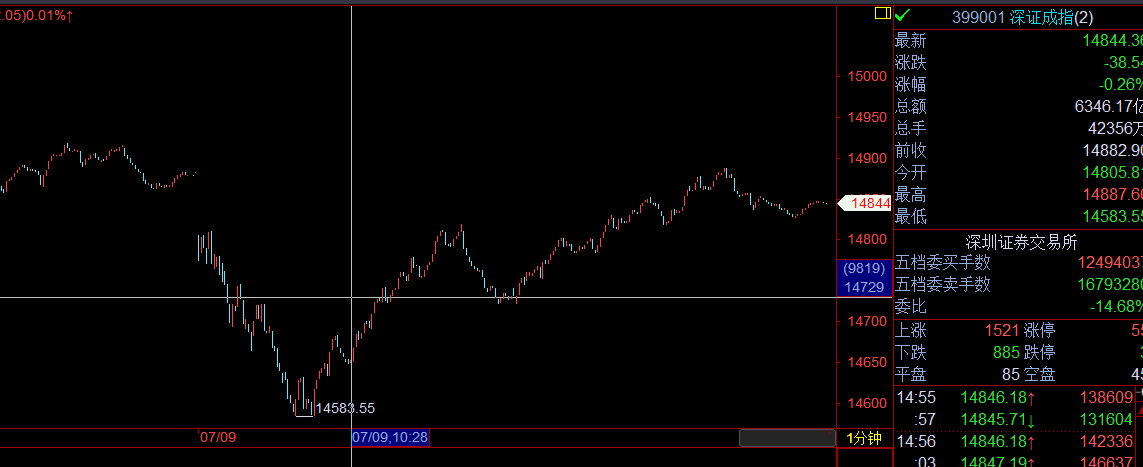 .05)0.01%↑
399001 深证成指(2)
最新 14844.36
涨跌 -38.54
涨幅 -0.26%
总额 6346.17亿
总手 42356万
前收 14882.90
今开 14805.81
最高 14887.60
最低 14583.55
深圳证券交易所
五档委买手数 12494037
五档委卖手数 16793280
委比 -14.68%
上涨 1521 涨停 55
下跌 885 跌停
平盘 85 空盘 45
14:55 14846.18↑ 138609
:57 14845.71↓ 131604
14:56 14846.18↑ 142336
:03 14847.19↑ 146637
15000
14950
14900
14844
14800
(9819)
14729
14700
14650
14600
14583.55
07/09
07/09,10:28
1分钟